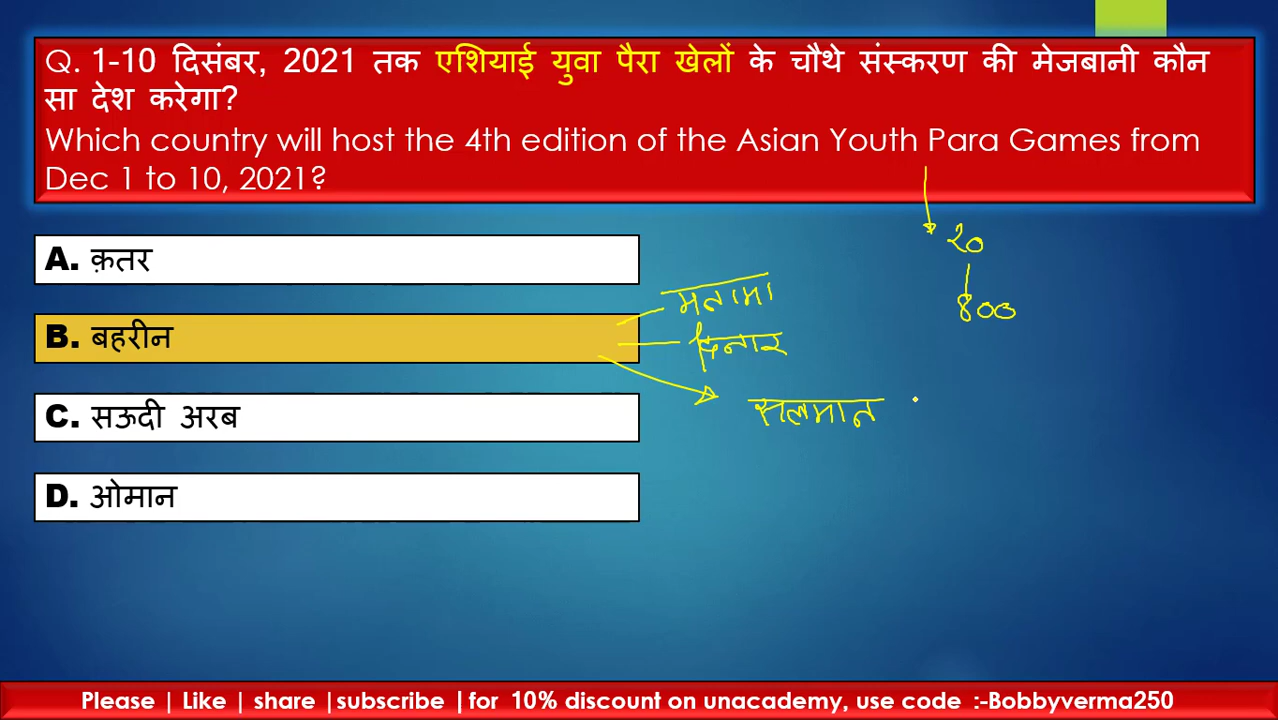 Q. 1-10 दिसंबर, 2021 तक एशियाई युवा पैरा खेलों के चौथे संस्करण की मेजबानी कौन
सा देश करेगा?
Which country will host the 4th edition of the Asian Youth Para Games from
Dec 1 to 10, 2021?
20
800
A. क़तर
मनामा
B. बहरीन
दिनार
सलमान
C. सऊदी अरब
D. ओमान
Please | Like | share |subscribe |for 10% discount on unacademy, use code :-Bobbyverma250